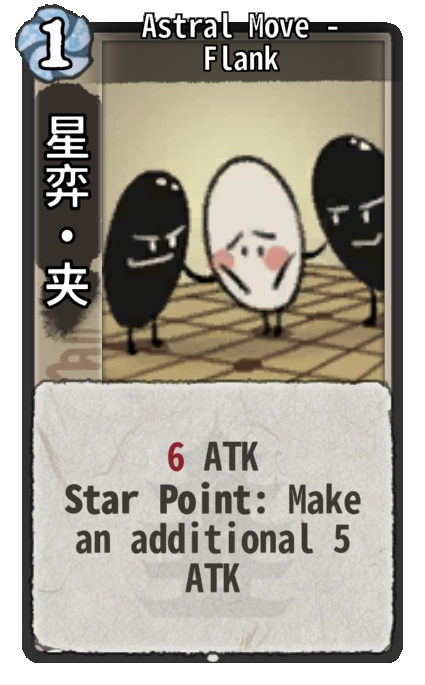 1
Astral Move -
Flank
星弈·夹
6 ATK
Star Point: Make
an additional 5
ATK